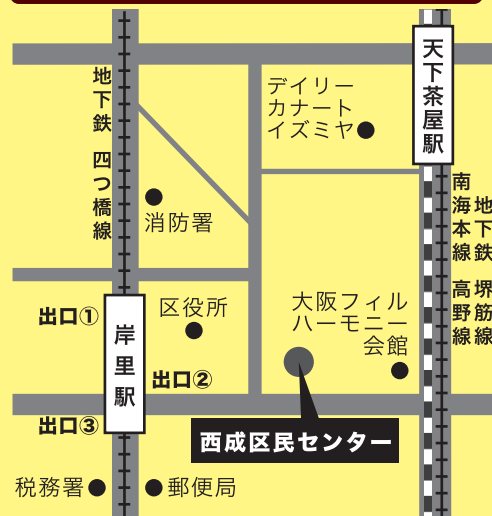 天下茶屋駅
地下鉄 四つ橋線
デイリー
カナート
イズミヤ
南海本線 高野線
地下鉄 堺筋線
消防署
出口①
区役所
大阪フィル
ハーモニー
会館
岸里駅
出口②
出口③
西成区民センター
税務署
郵便局